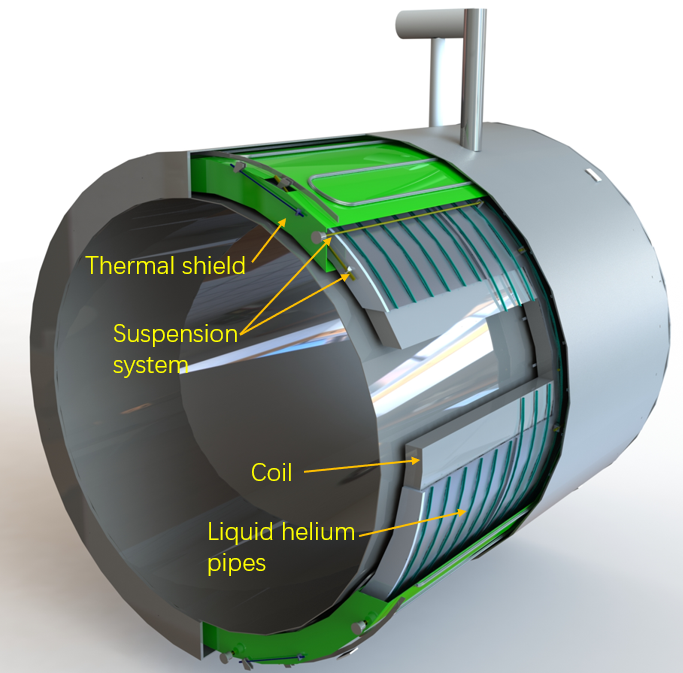 Thermal shield
Suspension
system
Coil
Liquid helium
pipes